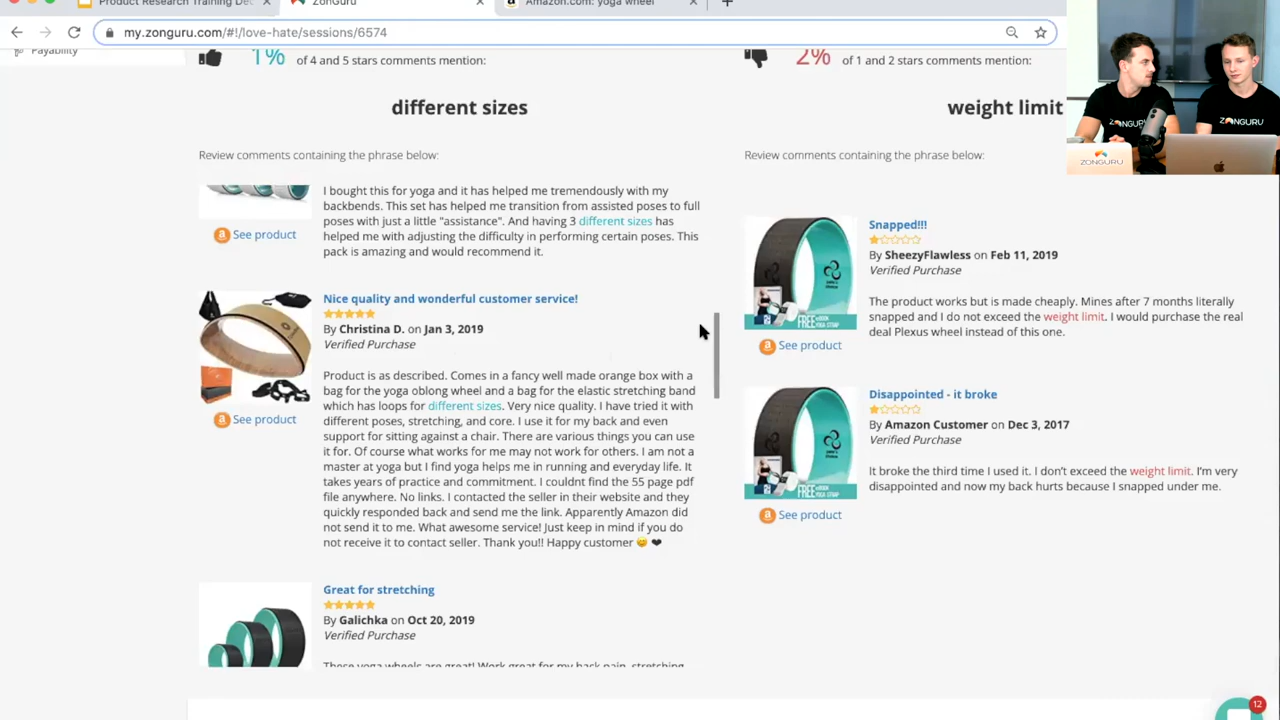 Product Research Training De
ZonGuru
Amazon.com: yoga wheel
my.zonguru.com/#!/love-hate/sessions/6574
Payability
1% of 4 and 5 stars comments mention:
different sizes
Review comments containing the phrase below:
I bought this for yoga and it has helped me tremendously with my
backbends. This set has helped me transition from assisted poses to full
poses with just a little "assistance". And having 3 different sizes has
helped me with adjusting the difficulty in performing certain poses. This
pack is amazing and would recommend it.
See product
Nice quality and wonderful customer service!
By Christina D. on Jan 3, 2019
Verified Purchase
Product is as described. Comes in a fancy well made orange box with a
bag for the yoga oblong wheel and a bag for the elastic stretching band
which has loops for different sizes. Very nice quality. I have tried it with
different poses, stretching, and core. I use it for my back and even
support for sitting against a chair. There are various things you can use
it for. Of course what works for me may not work for others. I am not a
master at yoga but I find yoga helps me in running and everyday life. It
takes years of practice and commitment. I couldnt find the 55 page pdf
file anywhere. No links. I contacted the seller in their website and they
quickly responded back and send me the link. Apparently Amazon did
not send it to me. What awesome service! Just keep in mind if you do
not receive it to contact seller. Thank you!! Happy customer 😀 ❤
See product
Great for stretching
By Galichka on Oct 20, 2019
Verified Purchase
These yoga wheels are great! Work great for my back pain, stretching
2% of 1 and 2 stars comments mention:
weight limit
Review comments containing the phrase below:
Snapped!!!
By SheezyFlawless on Feb 11, 2019
Verified Purchase
The product works but is made cheaply. Mines after 7 months literally
snapped and I do not exceed the weight limit. I would purchase the real
deal Plexus wheel instead of this one.
See product
Disappointed - it broke
By Amazon Customer on Dec 3, 2017
Verified Purchase
It broke the third time I used it. I don't exceed the weight limit. I'm very
disappointed and now my back hurts because I snapped under me.
See product
ZONGURU
ZONGURU
ZONGURU
12